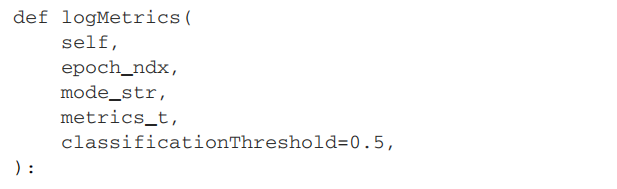 def logMetrics(
    self,
    epoch_ndx,
    mode_str,
    metrics_t,
    classificationThreshold=0.5,
):